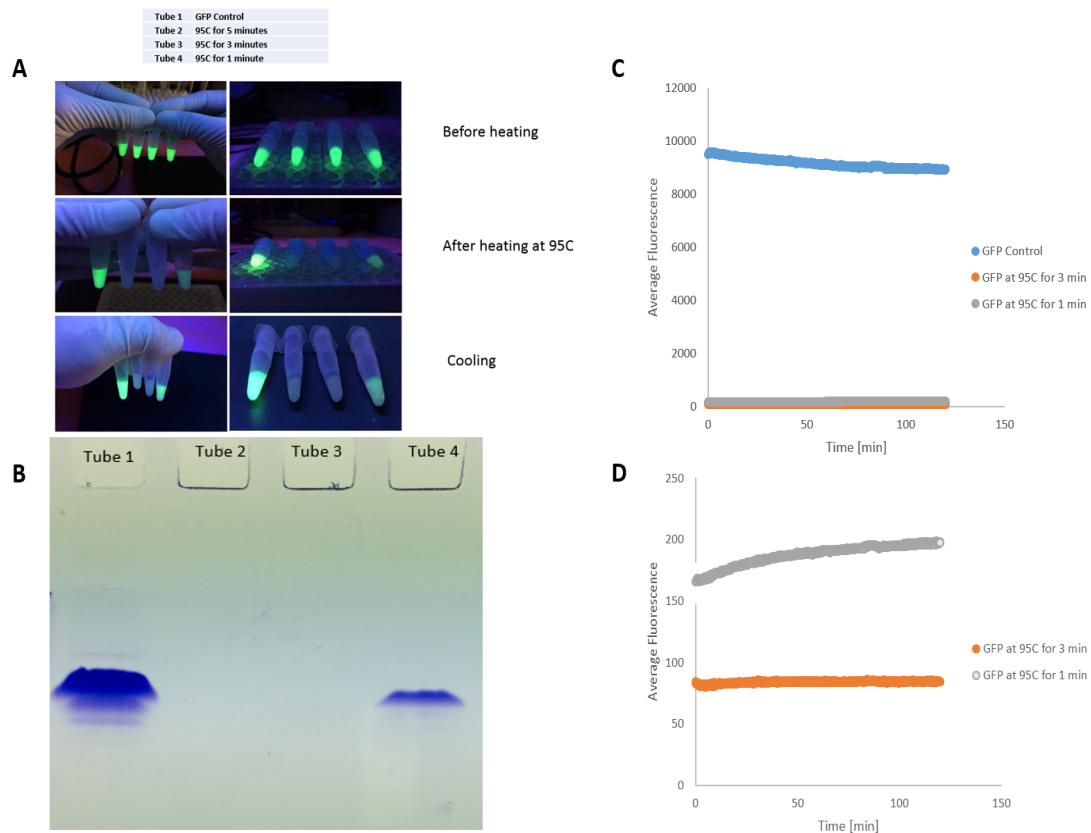 Tube 1 GFP Control
Tube 2 95C for 5 minutes
Tube 3 95C for 3 minutes
Tube 4 95C for 1 minute
A
Before heating
After heating at 95C
Cooling
B
Tube 1 Tube 2 Tube 3 Tube 4
C
Average Fluorescence
12000
10000
8000
6000
4000
2000
0
0 50 100 150
Time [min]
GFP Control
GFP at 95C for 3 min
GFP at 95C for 1 min
D
Average Fluorescence
250
200
150
100
50
0
0 50 100 150
Time [min]
GFP at 95C for 3 min
GFP at 95C for 1 min